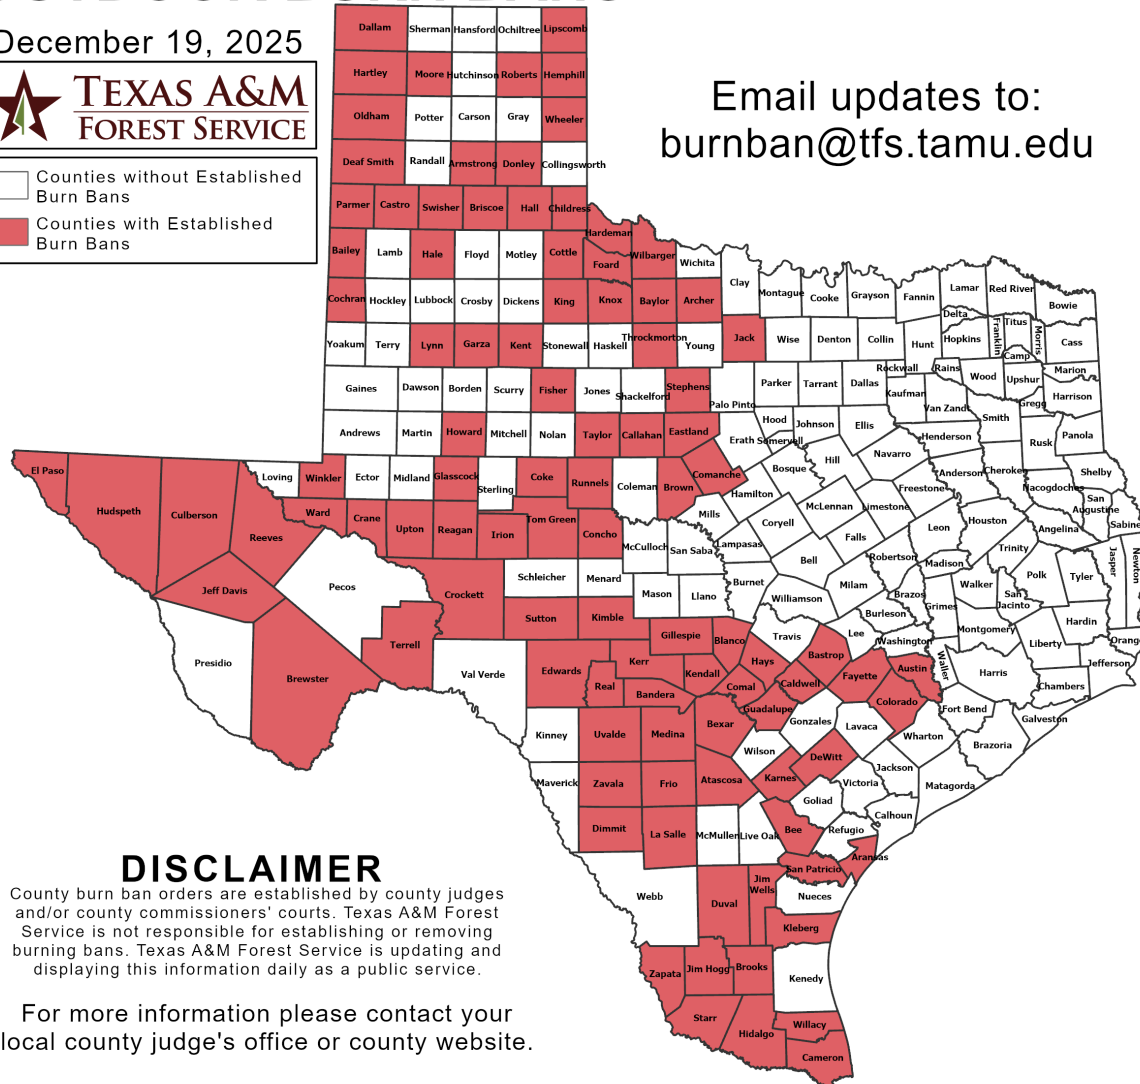 December 19, 2025
TEXAS A&M
FOREST SERVICE
Counties without Established
Burn Bans
Counties with Established
Burn Bans
Email updates to:
burnban@tfs.tamu.edu
Dallam Sherman Hansford Ochiltree Lipscomb
Hartley Moore Hutchinson Roberts Hemphill
Oldham Potter Carson Gray Wheeler
Deaf Smith Randall Armstrong Donley Collingsworth
Parmer Castro Swisher Briscoe Hall Childress
Hardeman
Bailey Lamb Hale Floyd Motley Cottle Foard Wilbarger Wichita
Clay Montague Cooke Grayson Fannin Lamar Red River Bowie
Cochran Hockley Lubbock Crosby Dickens King Knox Baylor Archer
Delta Titus Franklin Morris
Yoakum Terry Lynn Garza Kent Stonewall Haskell Throckmorton Young Jack Wise Denton Collin Hunt Hopkins Camp Cass
Rockwall Rains Wood Upshur Marion
Gaines Dawson Borden Scurry Fisher Jones Shackelford Stephens Palo Pinto Parker Tarrant Dallas Kaufman Van Zandt Smith Gregg Harrison
Andrews Martin Howard Mitchell Nolan Taylor Callahan Eastland Erath Hood Somervell Johnson Ellis Henderson Rusk Panola
El Paso Hudspeth Culberson Reeves Loving Winkler Ector Midland Glasscock Sterling Coke Runnels Coleman Brown Comanche Hamilton Bosque Hill Navarro Freestone Anderson Cherokee Nacogdoches Shelby
San
Augustine
Sabine
Ward Crane Upton Reagan Irion Tom Green Concho McCulloch San Saba Mills Lampasas Coryell McLennan Limestone Falls Leon Houston Angelina
Trinity Jasper Newton
Jeff Davis Pecos Crockett Schleicher Menard Mason Llano Burnet Bell Milam Robertson Madison Brazos Grimes Walker
San
Jacinto
Polk Tyler
Hardin
Presidio Brewster Terrell Val Verde Sutton Kimble Gillespie Blanco Travis Williamson Lee Burleson Washington Montgomery Liberty Orange
Jefferson
Edwards Kerr Real Bandera Kendall Comal Hays Caldwell Bastrop Fayette Austin Waller Harris Chambers
Kinney Uvalde Medina Bexar Guadalupe Gonzales Lavaca Colorado Wharton Fort Bend Brazoria Galveston
Maverick Zavala Frio Atascosa Wilson Karnes DeWitt Victoria Jackson Matagorda
Dimmit La Salle McMullen Live Oak Bee Goliad Refugio Calhoun
Aransas
San Patricio
Webb Duval
Jim
Wells
Nueces
Kleberg
Zapata Jim Hogg Brooks Kenedy
Starr Hidalgo Willacy
Cameron
DISCLAIMER
County burn ban orders are established by county judges
and/or county commissioners' courts. Texas A&M Forest
Service is not responsible for establishing or removing
burning bans. Texas A&M Forest Service is updating and
displaying this information daily as a public service.
For more information please contact your
local county judge's office or county website.